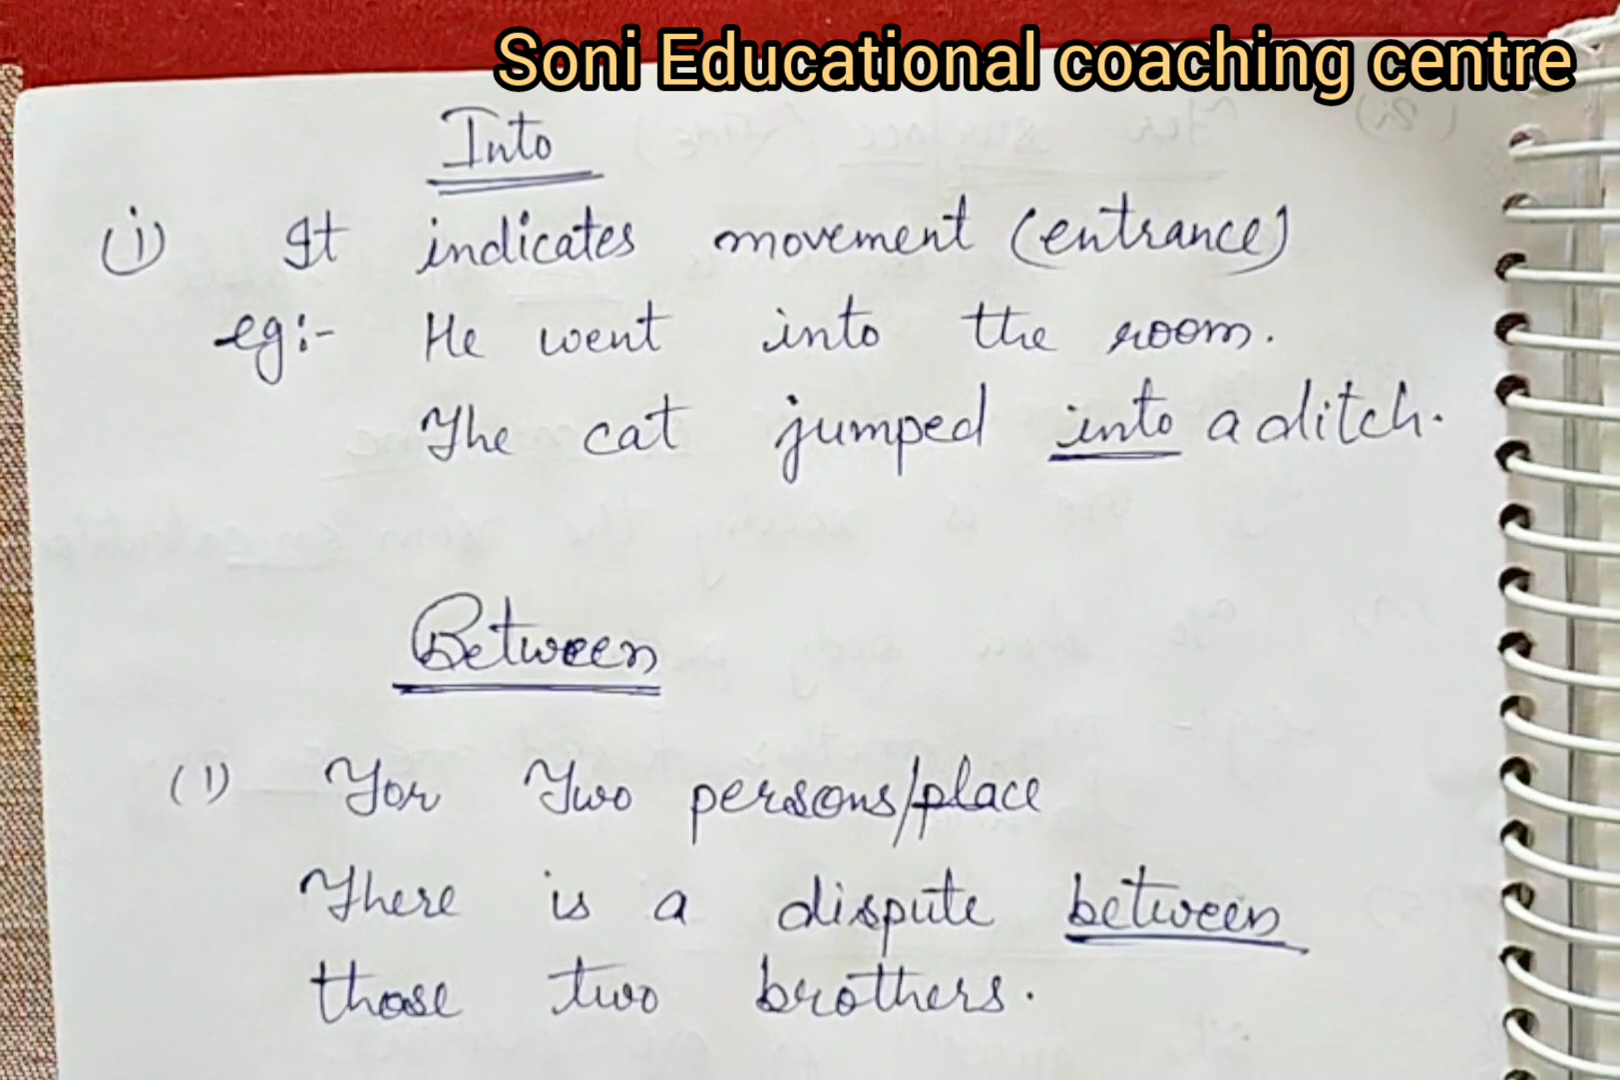 Soni Educational coaching centre
Into
(i) It indicates movement (entrance)
eg:- He went into the room.
The cat jumped into a ditch.
Between
(1) For Two persons/place
There is a dispute between
those two brothers.